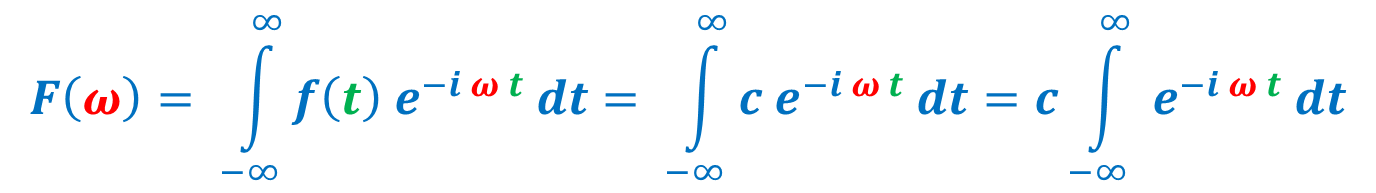 F(ω) = ∫_{-∞}^{∞} f(t) e^{-i ω t} dt = ∫_{-∞}^{∞} c e^{-i ω t} dt = c ∫_{-∞}^{∞} e^{-i ω t} dt